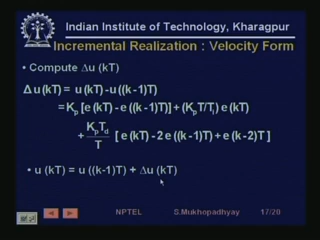 Indian Institute of Technology, Kharagpur
Incremental Realization : Velocity Form
• Compute Δu (kT)
Δ u (kT) = u (kT) - u ((k -1)T)
= Kp [e (kT) - e ((k -1)T)] + (KpT/Ti) e(kT)
+ KpTd/T [ e (kT) - 2 e ((k -1)T) + e (k -2)T ]
• u (kT) = u ((k-1)T) + Δu (kT)
NPTEL S.Mukhopadhyay 17/20